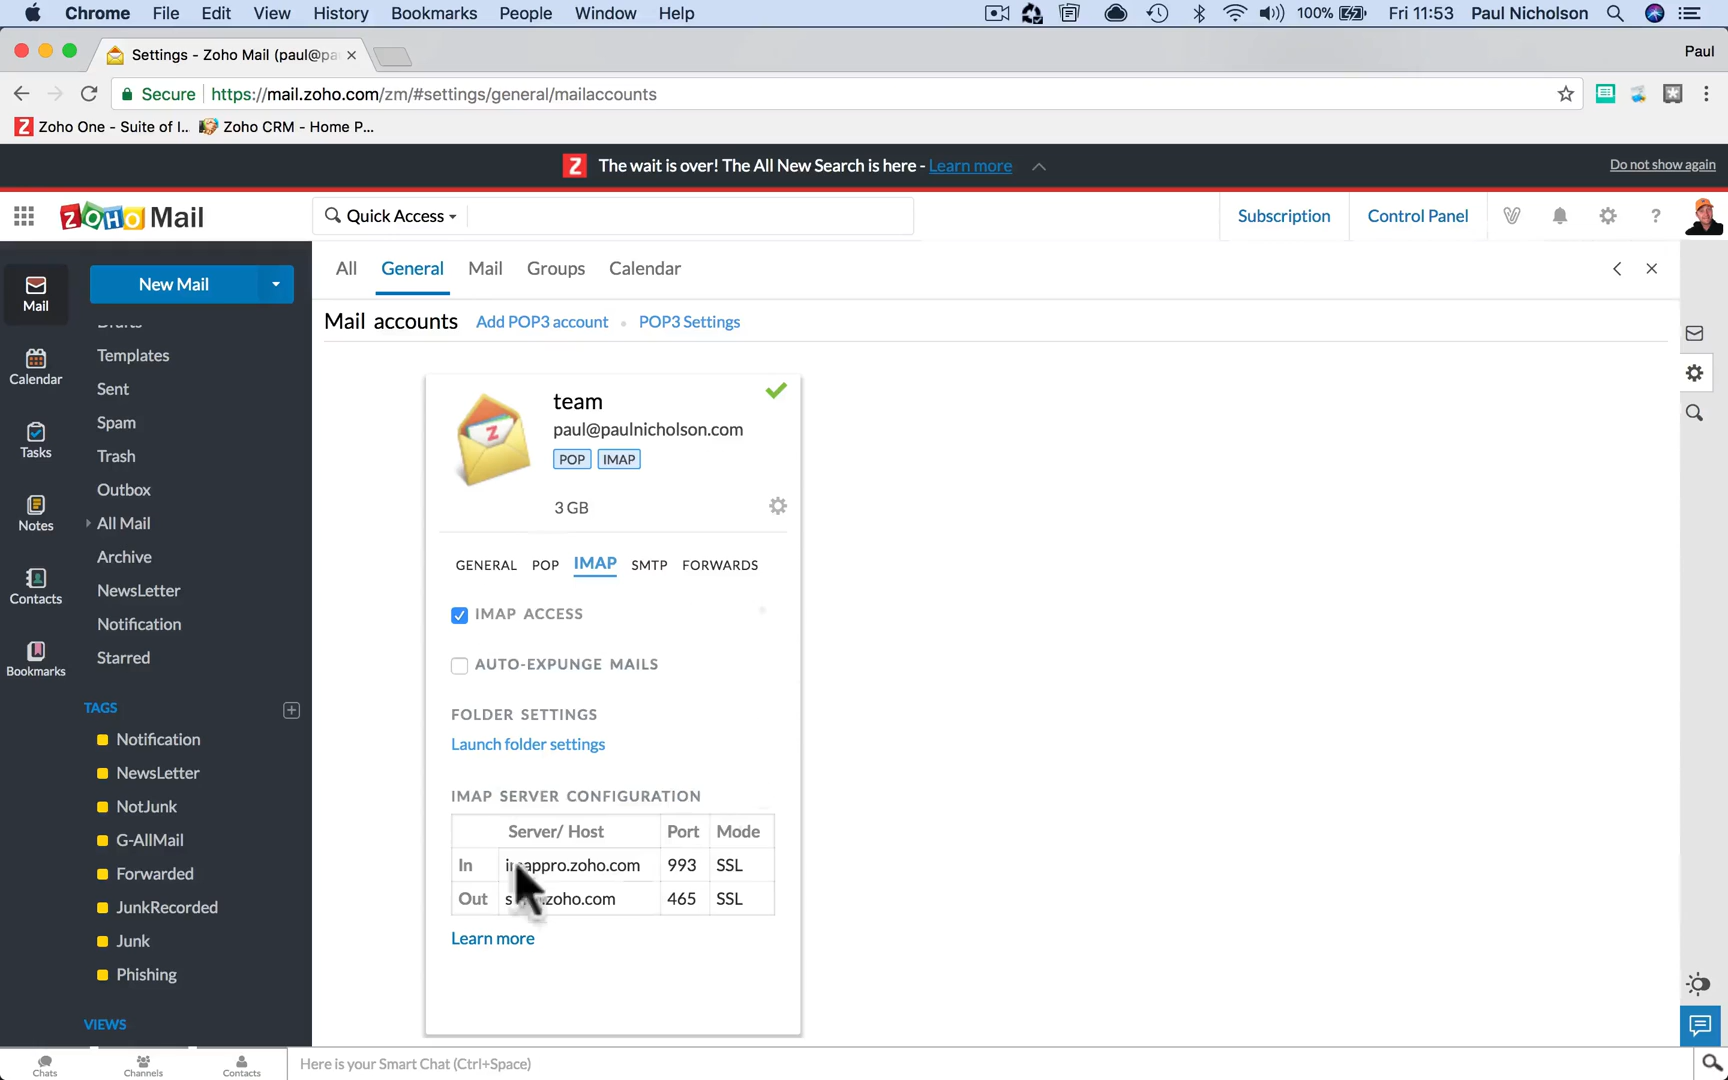 Chrome File Edit View History Bookmarks People Window Help 100% Fri 11:53 Paul Nicholson
Settings - Zoho Mail (paul@pa
Paul
Secure https://mail.zoho.com/zm/#settings/general/mailaccounts
Zoho One - Suite of I... Zoho CRM - Home P...
Z The wait is over! The All New Search is here - Learn more
Do not show again
ZOHO Mail
Quick Access
Subscription
Control Panel
?
Mail
Calendar
Tasks
Notes
Contacts
Bookmarks
New Mail
Drafts
Templates
Sent
Spam
Trash
Outbox
All Mail
Archive
NewsLetter
Notification
Starred
TAGS
Notification
NewsLetter
NotJunk
G-AllMail
Forwarded
JunkRecorded
Junk
Phishing
VIEWS
All General Mail Groups Calendar
Mail accounts Add POP3 account POP3 Settings
team
paul@paulnicholson.com
POP IMAP
3 GB
GENERAL POP IMAP SMTP FORWARDS
IMAP ACCESS
AUTO-EXPUNGE MAILS
FOLDER SETTINGS
Launch folder settings
IMAP SERVER CONFIGURATION
Server/ Host Port Mode
In imappro.zoho.com 993 SSL
Out zoho.com 465 SSL
Learn more
Chats Channels Contacts
Here is your Smart Chat (Ctrl+Space)